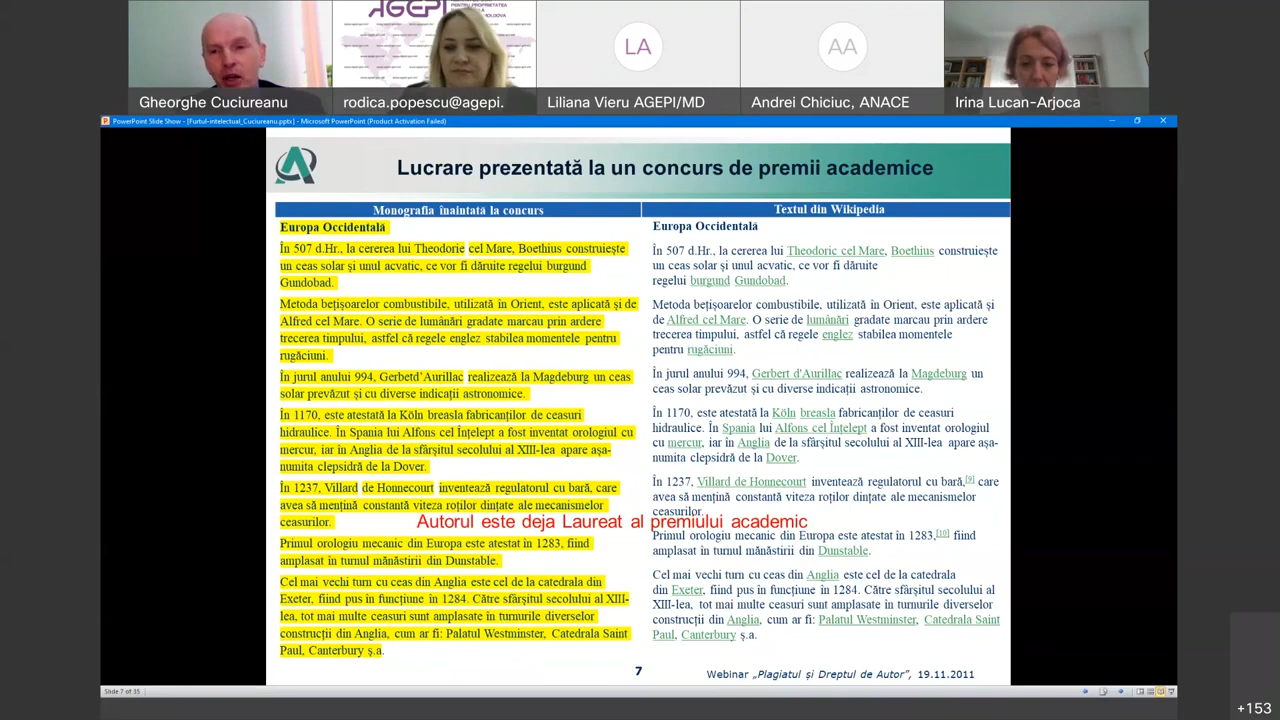 AGEPI
PENTRU PROPRIETATEA
MOLDOVA
LA
AA
Gheorghe Cuciureanu
rodica.popescu@agepi.
Liliana Vieru AGEPI/MD
Andrei Chiciuc, ANACE
Irina Lucan-Arjoca
PowerPoint Slide Show - [Furtul-intelectual_Cuciureanu.pptx] - Microsoft PowerPoint (Product Activation Failed)
Lucrare prezentată la un concurs de premii academice
Monografia înaintată la concurs
Europa Occidentală
În 507 d.Hr., la cererea lui Theodorie cel Mare, Boethius construiește
un ceas solar și unul acvatic, ce vor fi dăruite regelui burgund
Gundobad.
Metoda bețișoarelor combustibile, utilizată în Orient, este aplicată și de
Alfred cel Mare. O serie de lumânări gradate marcau prin ardere
trecerea timpului, astfel că regele englez stabilea momentele pentru
rugăciuni.
În jurul anului 994, Gerbetd’Aurillac realizează la Magdeburg un ceas
solar prevăzut și cu diverse indicații astronomice.
În 1170, este atestată la Köln breasla fabricanților de ceasuri
hidraulice. În Spania lui Alfons cel Înțelept a fost inventat orologiul cu
mercur, iar în Anglia de la sfârșitul secolului al XIII-lea apare așa-
numita clepsidră de la Dover.
În 1237, Villard de Honnecourt inventează regulatorul cu bară, care
avea să mențină constantă viteza roților dințate ale mecanismelor
ceasurilor.
Primul orologiu mecanic din Europa este atestat în 1283, fiind
amplasat în turnul mănăstirii din Dunstable.
Cel mai vechi turn cu ceas din Anglia este cel de la catedrala din
Exeter, fiind pus în funcțiune în 1284. Către sfârșitul secolului al XIII-
lea, tot mai multe ceasuri sunt amplasate în turnurile diverselor
construcții din Anglia, cum ar fi: Palatul Westminster, Catedrala Saint
Paul, Canterbury ș.a.
Textul din Wikipedia
Europa Occidentală
În 507 d.Hr., la cererea lui Theodoric cel Mare, Boethius construiește
un ceas solar și unul acvatic, ce vor fi dăruite
regelui burgund Gundobad.
Metoda bețișoarelor combustibile, utilizată în Orient, este aplicată și
de Alfred cel Mare. O serie de lumânări gradate marcau prin ardere
trecerea timpului, astfel că regele englez stabilea momentele
pentru rugăciuni.
În jurul anului 994, Gerbert d'Aurillac realizează la Magdeburg un
ceas solar prevăzut și cu diverse indicații astronomice.
În 1170, este atestată la Köln breasla fabricanților de ceasuri
hidraulice. În Spania lui Alfons cel Înțelept a fost inventat orologiul
cu mercur, iar în Anglia de la sfârșitul secolului al XIII-lea apare așa-
numita clepsidră de la Dover.
În 1237, Villard de Honnecourt inventează regulatorul cu bară,[9] care
avea să mențină constantă viteza roților dințate ale mecanismelor
ceasurilor.
Primul orologiu mecanic din Europa este atestat în 1283,[10] fiind
amplasat în turnul mănăstirii din Dunstable.
Cel mai vechi turn cu ceas din Anglia este cel de la catedrala
din Exeter, fiind pus în funcțiune în 1284. Către sfârșitul secolului al
XIII-lea, tot mai multe ceasuri sunt amplasate în turnurile diverselor
construcții din Anglia, cum ar fi: Palatul Westminster, Catedrala Saint
Paul, Canterbury ș.a.
Autorul este deja Laureat al premiului academic
7
Webinar „Plagiatul și Dreptul de Autor”, 19.11.2011
Slide 7 of 35
+153